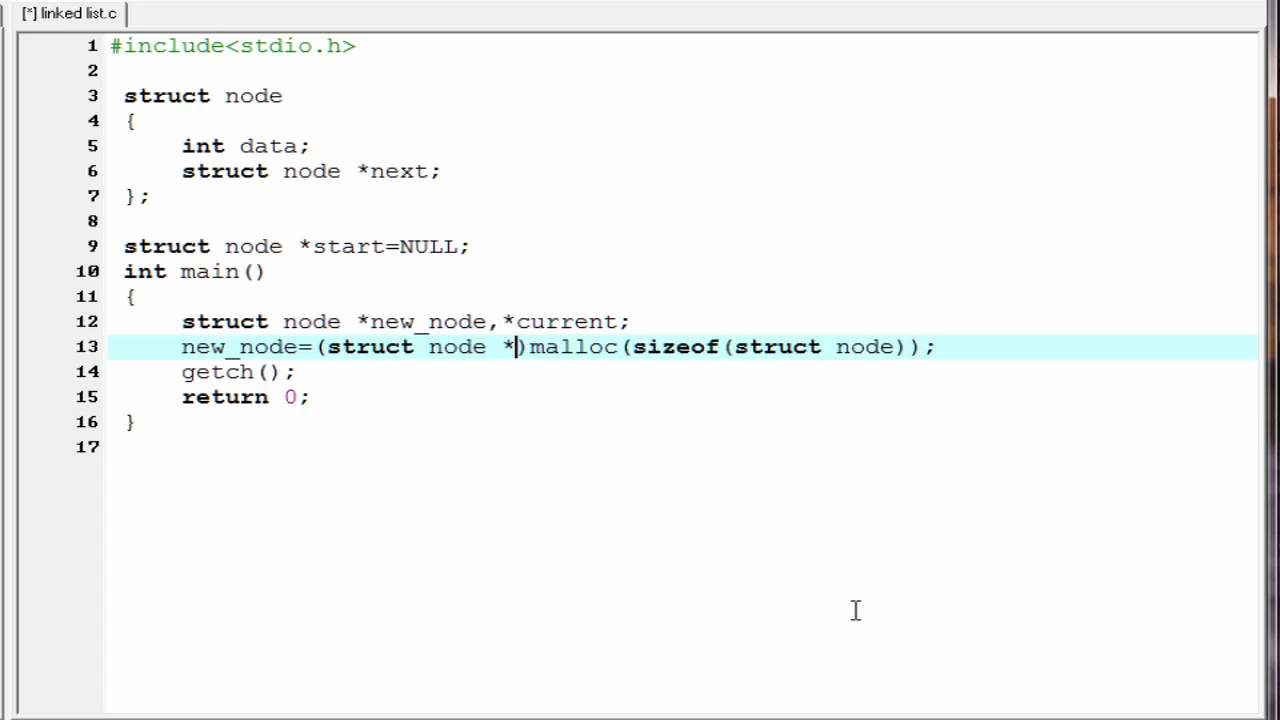 [*] linked list.c
1 #include<stdio.h>
2
3 struct node
4 {
5 int data;
6 struct node *next;
7 };
8
9 struct node *start=NULL;
10 int main()
11 {
12 struct node *new_node,*current;
13 new_node=(struct node *)malloc(sizeof(struct node));
14 getch();
15 return 0;
16 }
17